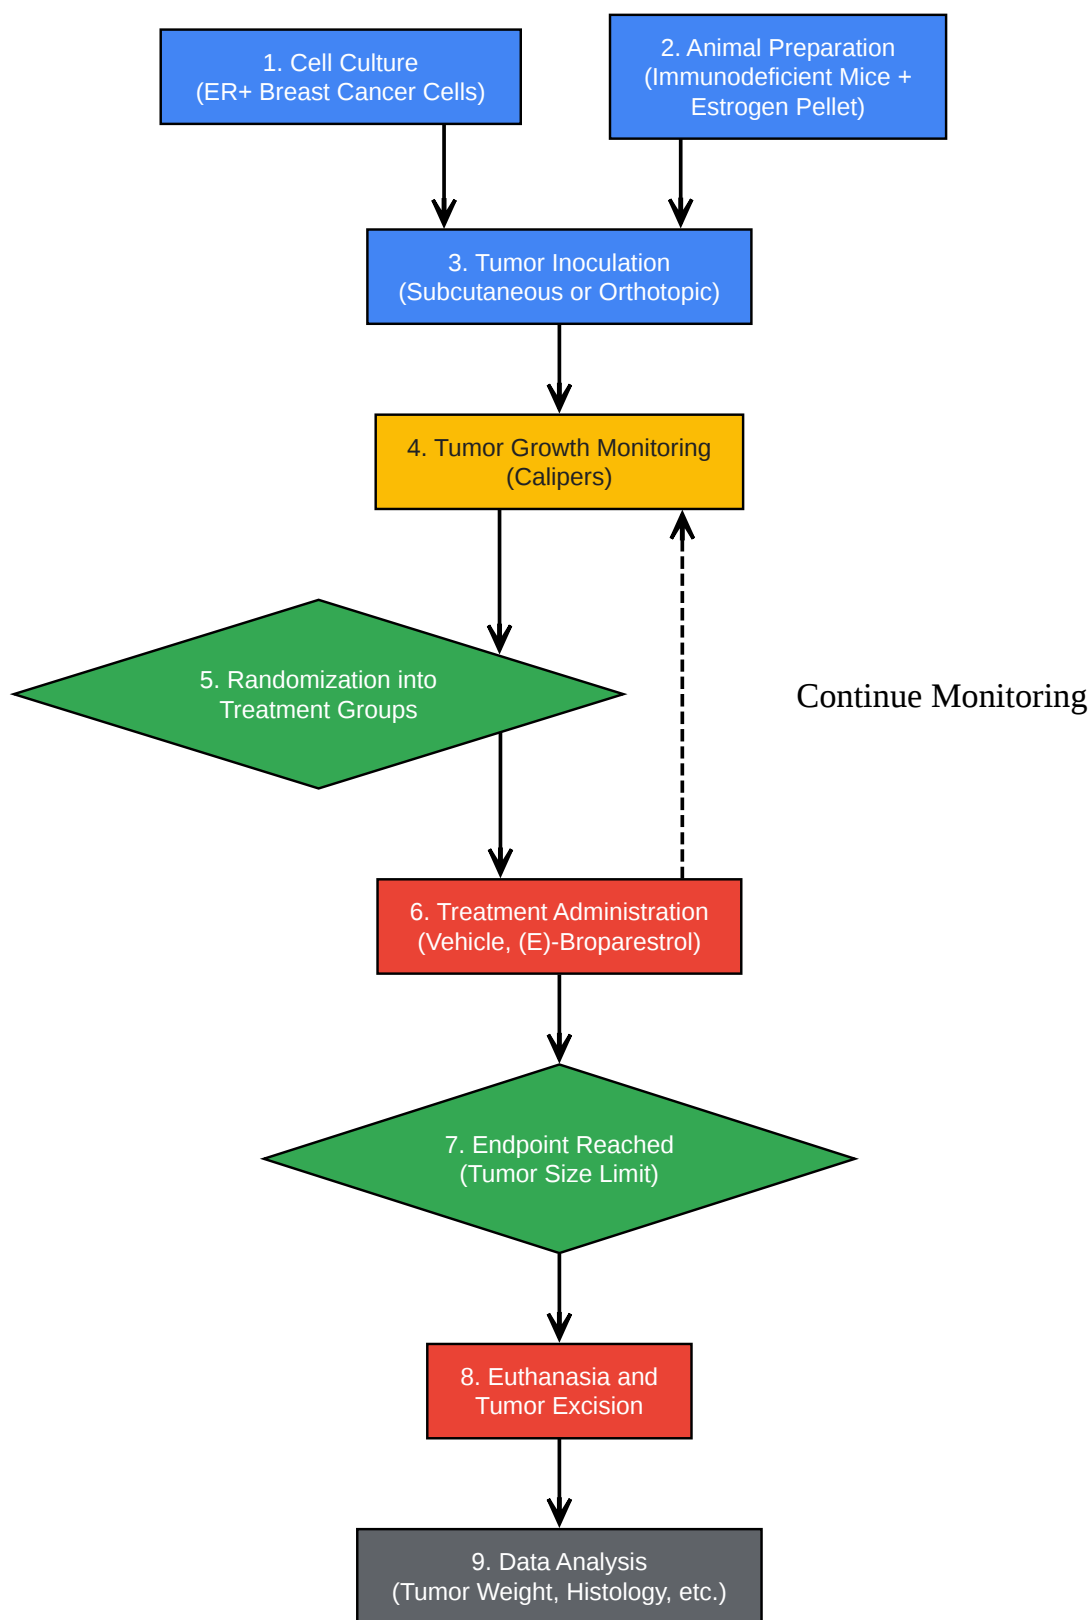 1. Cell Culture
(ER+ Breast Cancer Cells)
2. Animal Preparation
(Immunodeficient Mice +
Estrogen Pellet)
3. Tumor Inoculation
(Subcutaneous or Orthotopic)
4. Tumor Growth Monitoring
(Calipers)
5. Randomization into
Treatment Groups
Continue Monitoring
6. Treatment Administration
(Vehicle, (E)-Broparestrol)
7. Endpoint Reached
(Tumor Size Limit)
8. Euthanasia and
Tumor Excision
9. Data Analysis
(Tumor Weight, Histology, etc.)